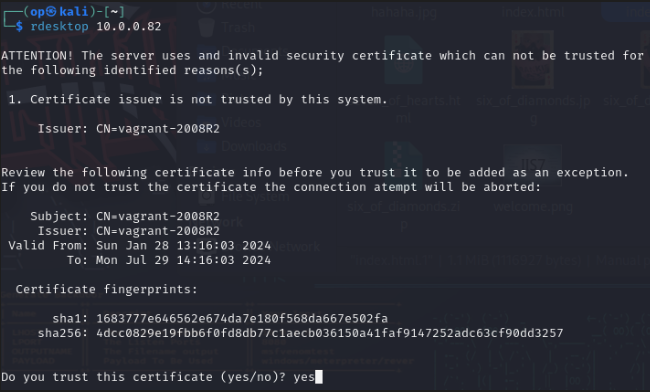 (op㉿kali)-[~]
$ rdesktop 10.0.0.82
ATTENTION! The server uses and invalid security certificate which can not be trusted for
the following identified reasons(s);
1. Certificate issuer is not trusted by this system.
Issuer: CN=vagrant-2008R2
Review the following certificate info before you trust it to be added as an exception.
If you do not trust the certificate the connection atempt will be aborted:
Subject: CN=vagrant-2008R2
Issuer: CN=vagrant-2008R2
Valid From: Sun Jan 28 13:16:03 2024
To: Mon Jul 29 14:16:03 2024
Certificate fingerprints:
sha1: 1683777e646562e674da7e180f568da667e502fa
sha256: 4dcc0829e19fbb6f0fd8db77c1aecb036150a41faf9147252adc63cf90dd3257
Do you trust this certificate (yes/no)? yes